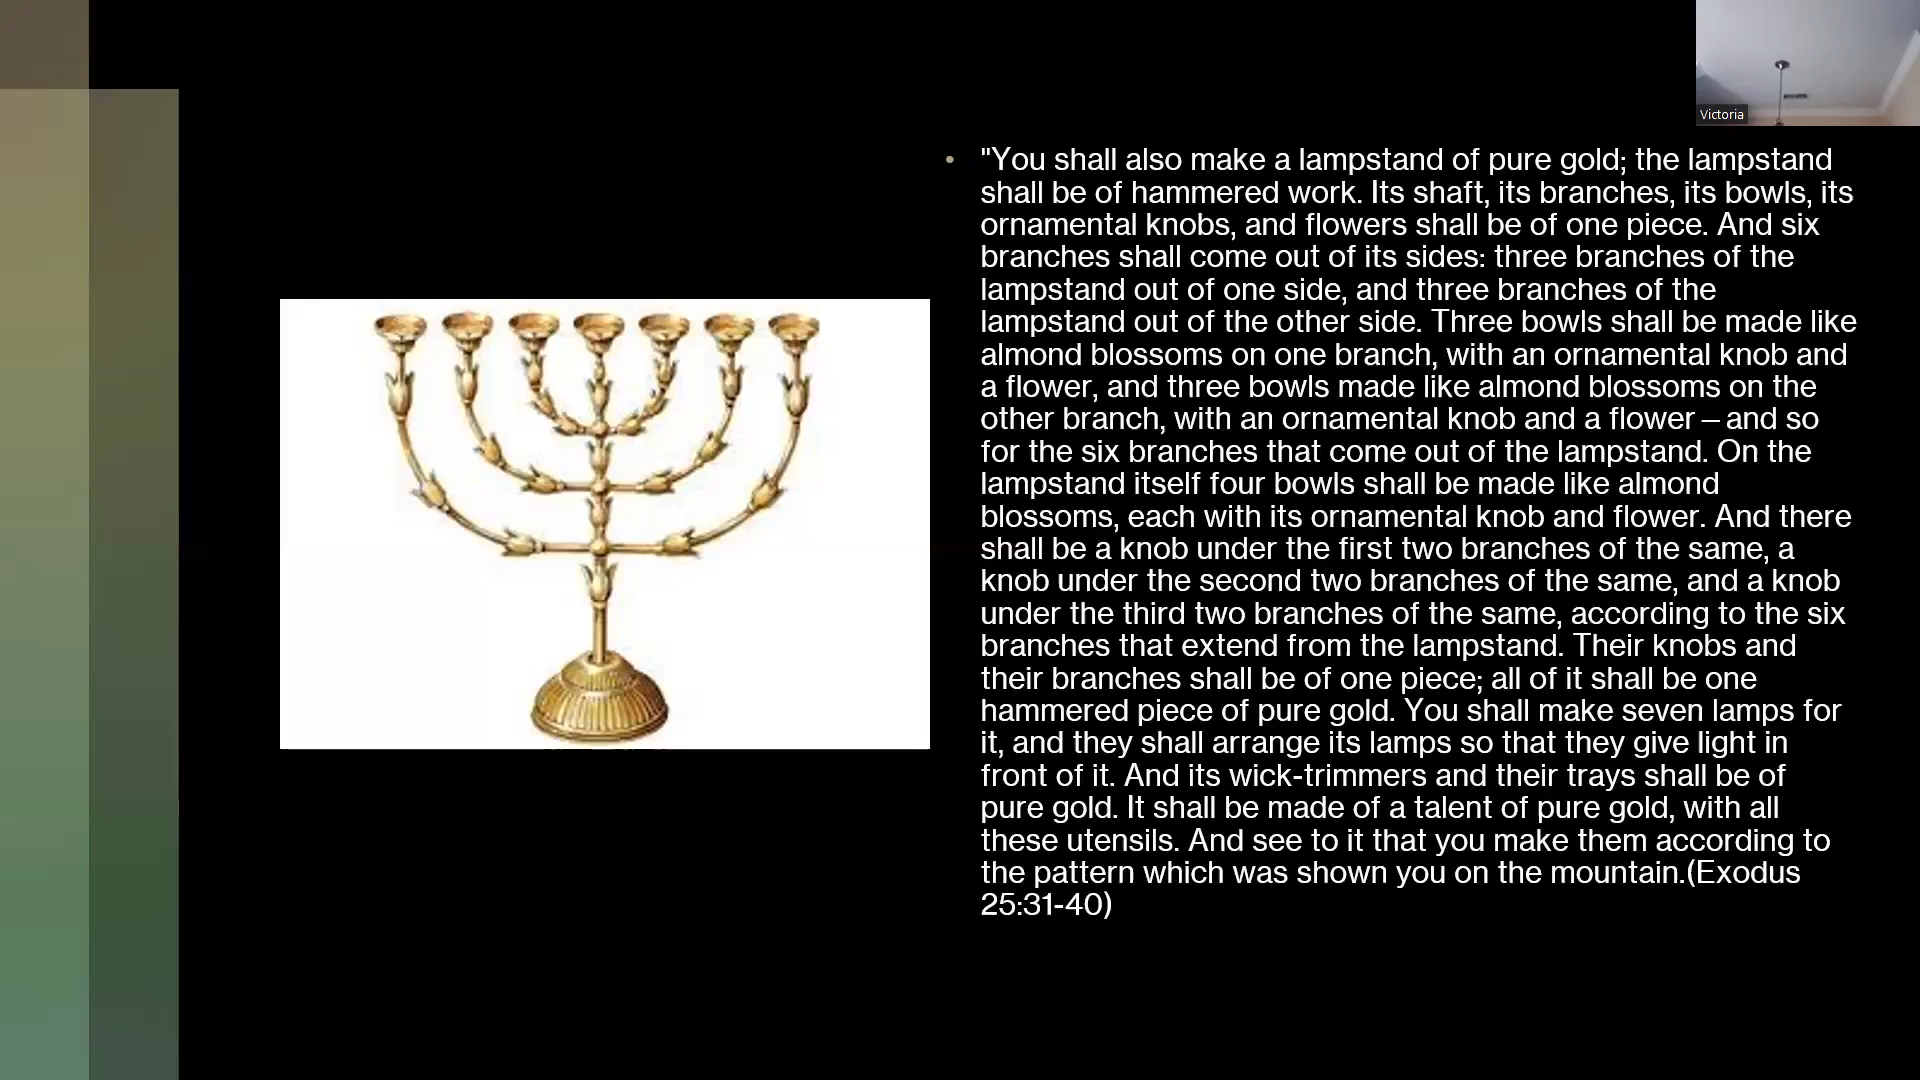 Victoria
• "You shall also make a lampstand of pure gold; the lampstand
shall be of hammered work. Its shaft, its branches, its bowls, its
ornamental knobs, and flowers shall be of one piece. And six
branches shall come out of its sides: three branches of the
lampstand out of one side, and three branches of the
lampstand out of the other side. Three bowls shall be made like
almond blossoms on one branch, with an ornamental knob and
a flower, and three bowls made like almond blossoms on the
other branch, with an ornamental knob and a flower—and so
for the six branches that come out of the lampstand. On the
lampstand itself four bowls shall be made like almond
blossoms, each with its ornamental knob and flower. And there
shall be a knob under the first two branches of the same, a
knob under the second two branches of the same, and a knob
under the third two branches of the same, according to the six
branches that extend from the lampstand. Their knobs and
their branches shall be of one piece; all of it shall be one
hammered piece of pure gold. You shall make seven lamps for
it, and they shall arrange its lamps so that they give light in
front of it. And its wick-trimmers and their trays shall be of
pure gold. It shall be made of a talent of pure gold, with all
these utensils. And see to it that you make them according to
the pattern which was shown you on the mountain.(Exodus
25:31-40)